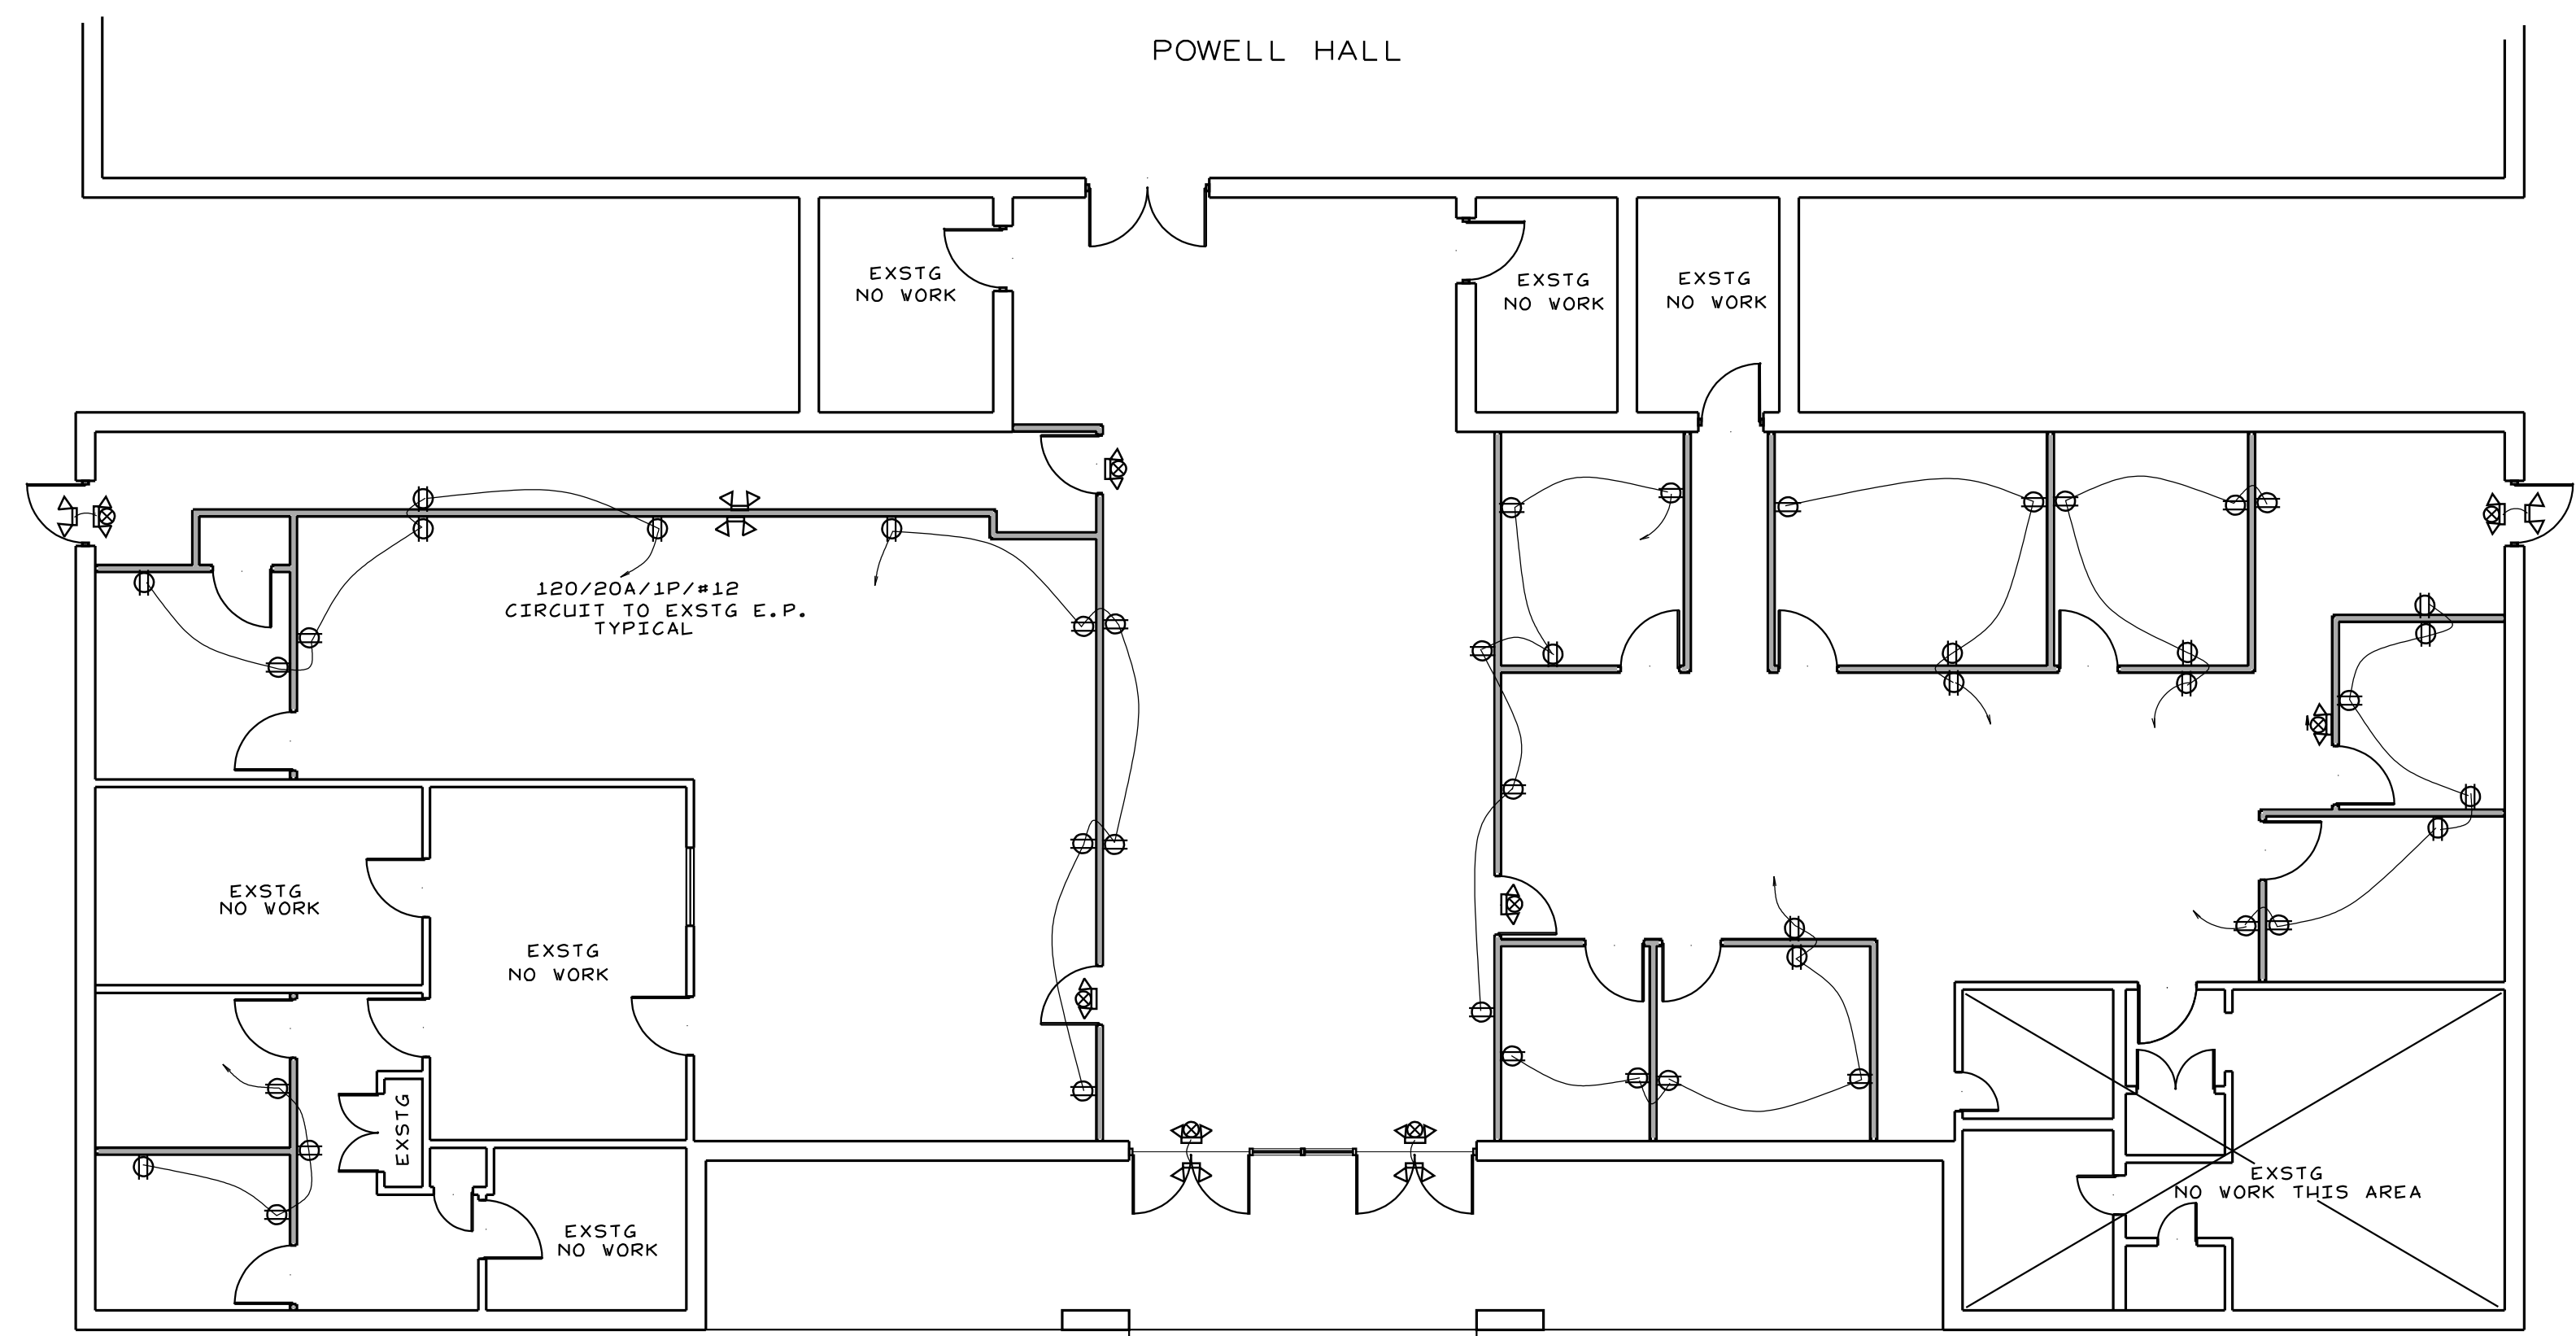 POWELL HALL
EXSTG
NO WORK
EXSTG
NO WORK
EXSTG
NO WORK
120/20A/1P/#12
CIRCUIT TO EXSTG E.P.
TYPICAL
EXSTG
NO WORK
EXSTG
NO WORK
EXSTG
EXSTG
NO WORK
EXSTG
NO WORK THIS AREA